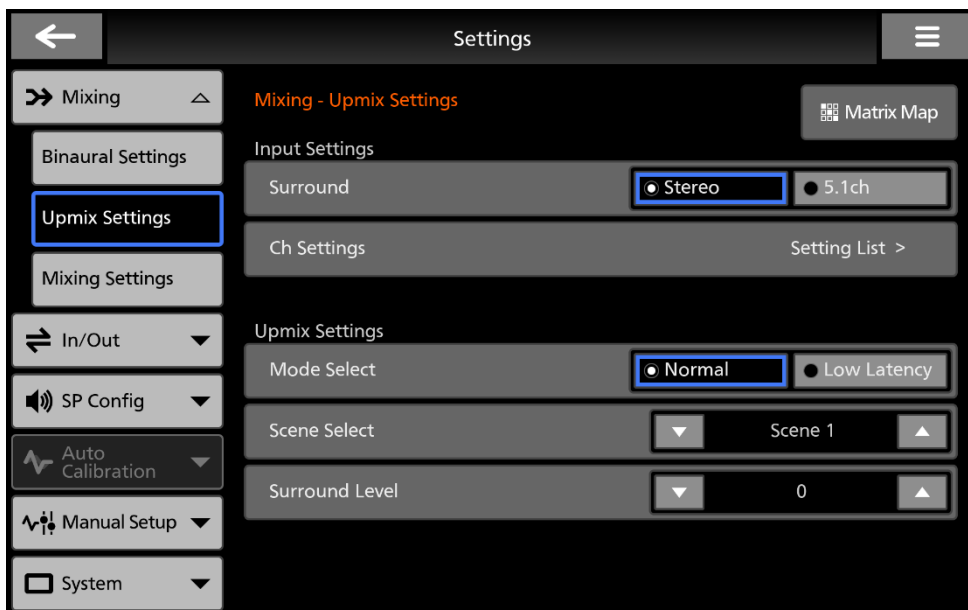 Settings
Mixing
Binaural Settings
Upmix Settings
Mixing Settings
In/Out
SP Config
Auto
Calibration
Manual Setup
System
Mixing - Upmix Settings
Matrix Map
Input Settings
Surround
Stereo
5.1ch
Ch Settings
Setting List >
Upmix Settings
Mode Select
Normal
Low Latency
Scene Select
Scene 1
Surround Level
0